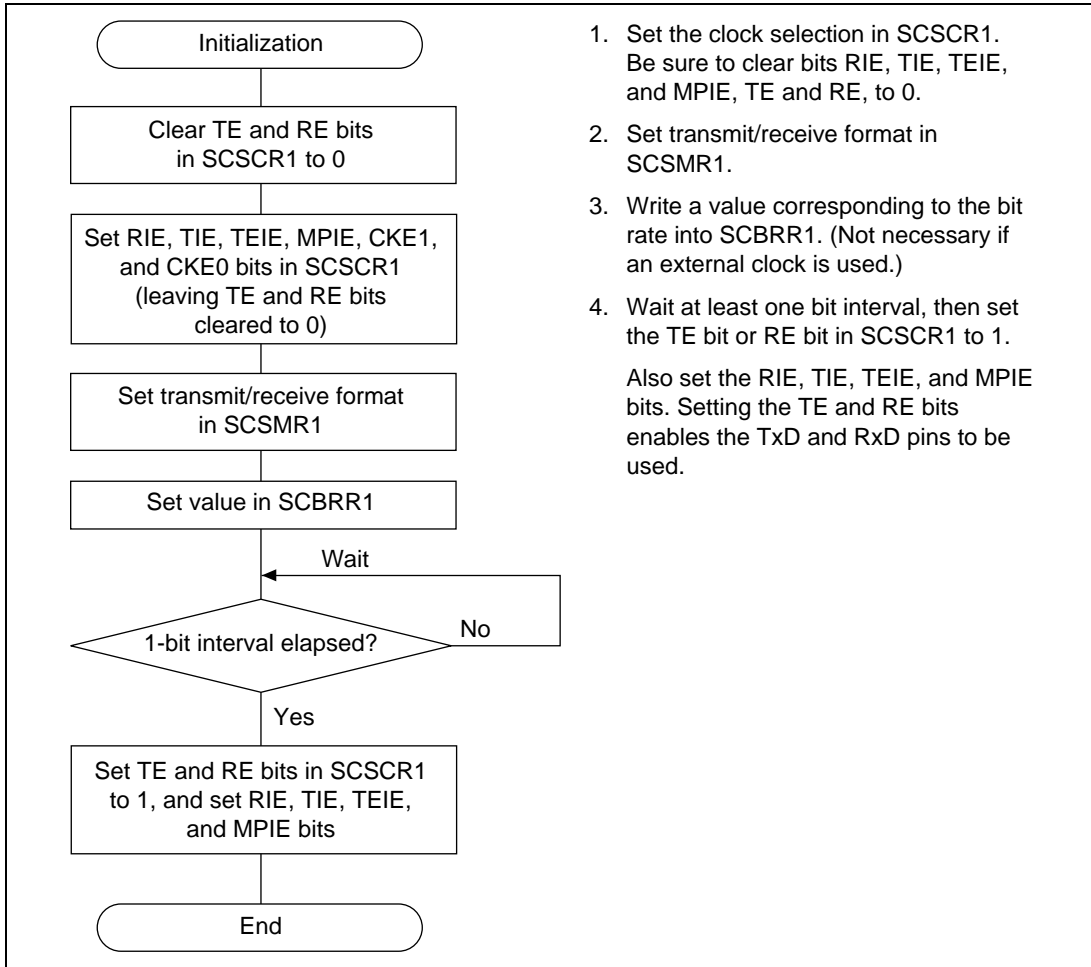 Initialization
Clear TE and RE bits
in SCSCR1 to 0
Set RIE, TIE, TEIE, MPIE, CKE1,
and CKE0 bits in SCSCR1
(leaving TE and RE bits
cleared to 0)
Set transmit/receive format
in SCSMR1
Set value in SCBRR1
Wait
1-bit interval elapsed?
No
Yes
Set TE and RE bits in SCSCR1
to 1, and set RIE, TIE, TEIE,
and MPIE bits
End
1. Set the clock selection in SCSCR1.
Be sure to clear bits RIE, TIE, TEIE,
and MPIE, TE and RE, to 0.
2. Set transmit/receive format in
SCSMR1.
3. Write a value corresponding to the bit
rate into SCBRR1. (Not necessary if
an external clock is used.)
4. Wait at least one bit interval, then set
the TE bit or RE bit in SCSCR1 to 1.
Also set the RIE, TIE, TEIE, and MPIE
bits. Setting the TE and RE bits
enables the TxD and RxD pins to be
used.